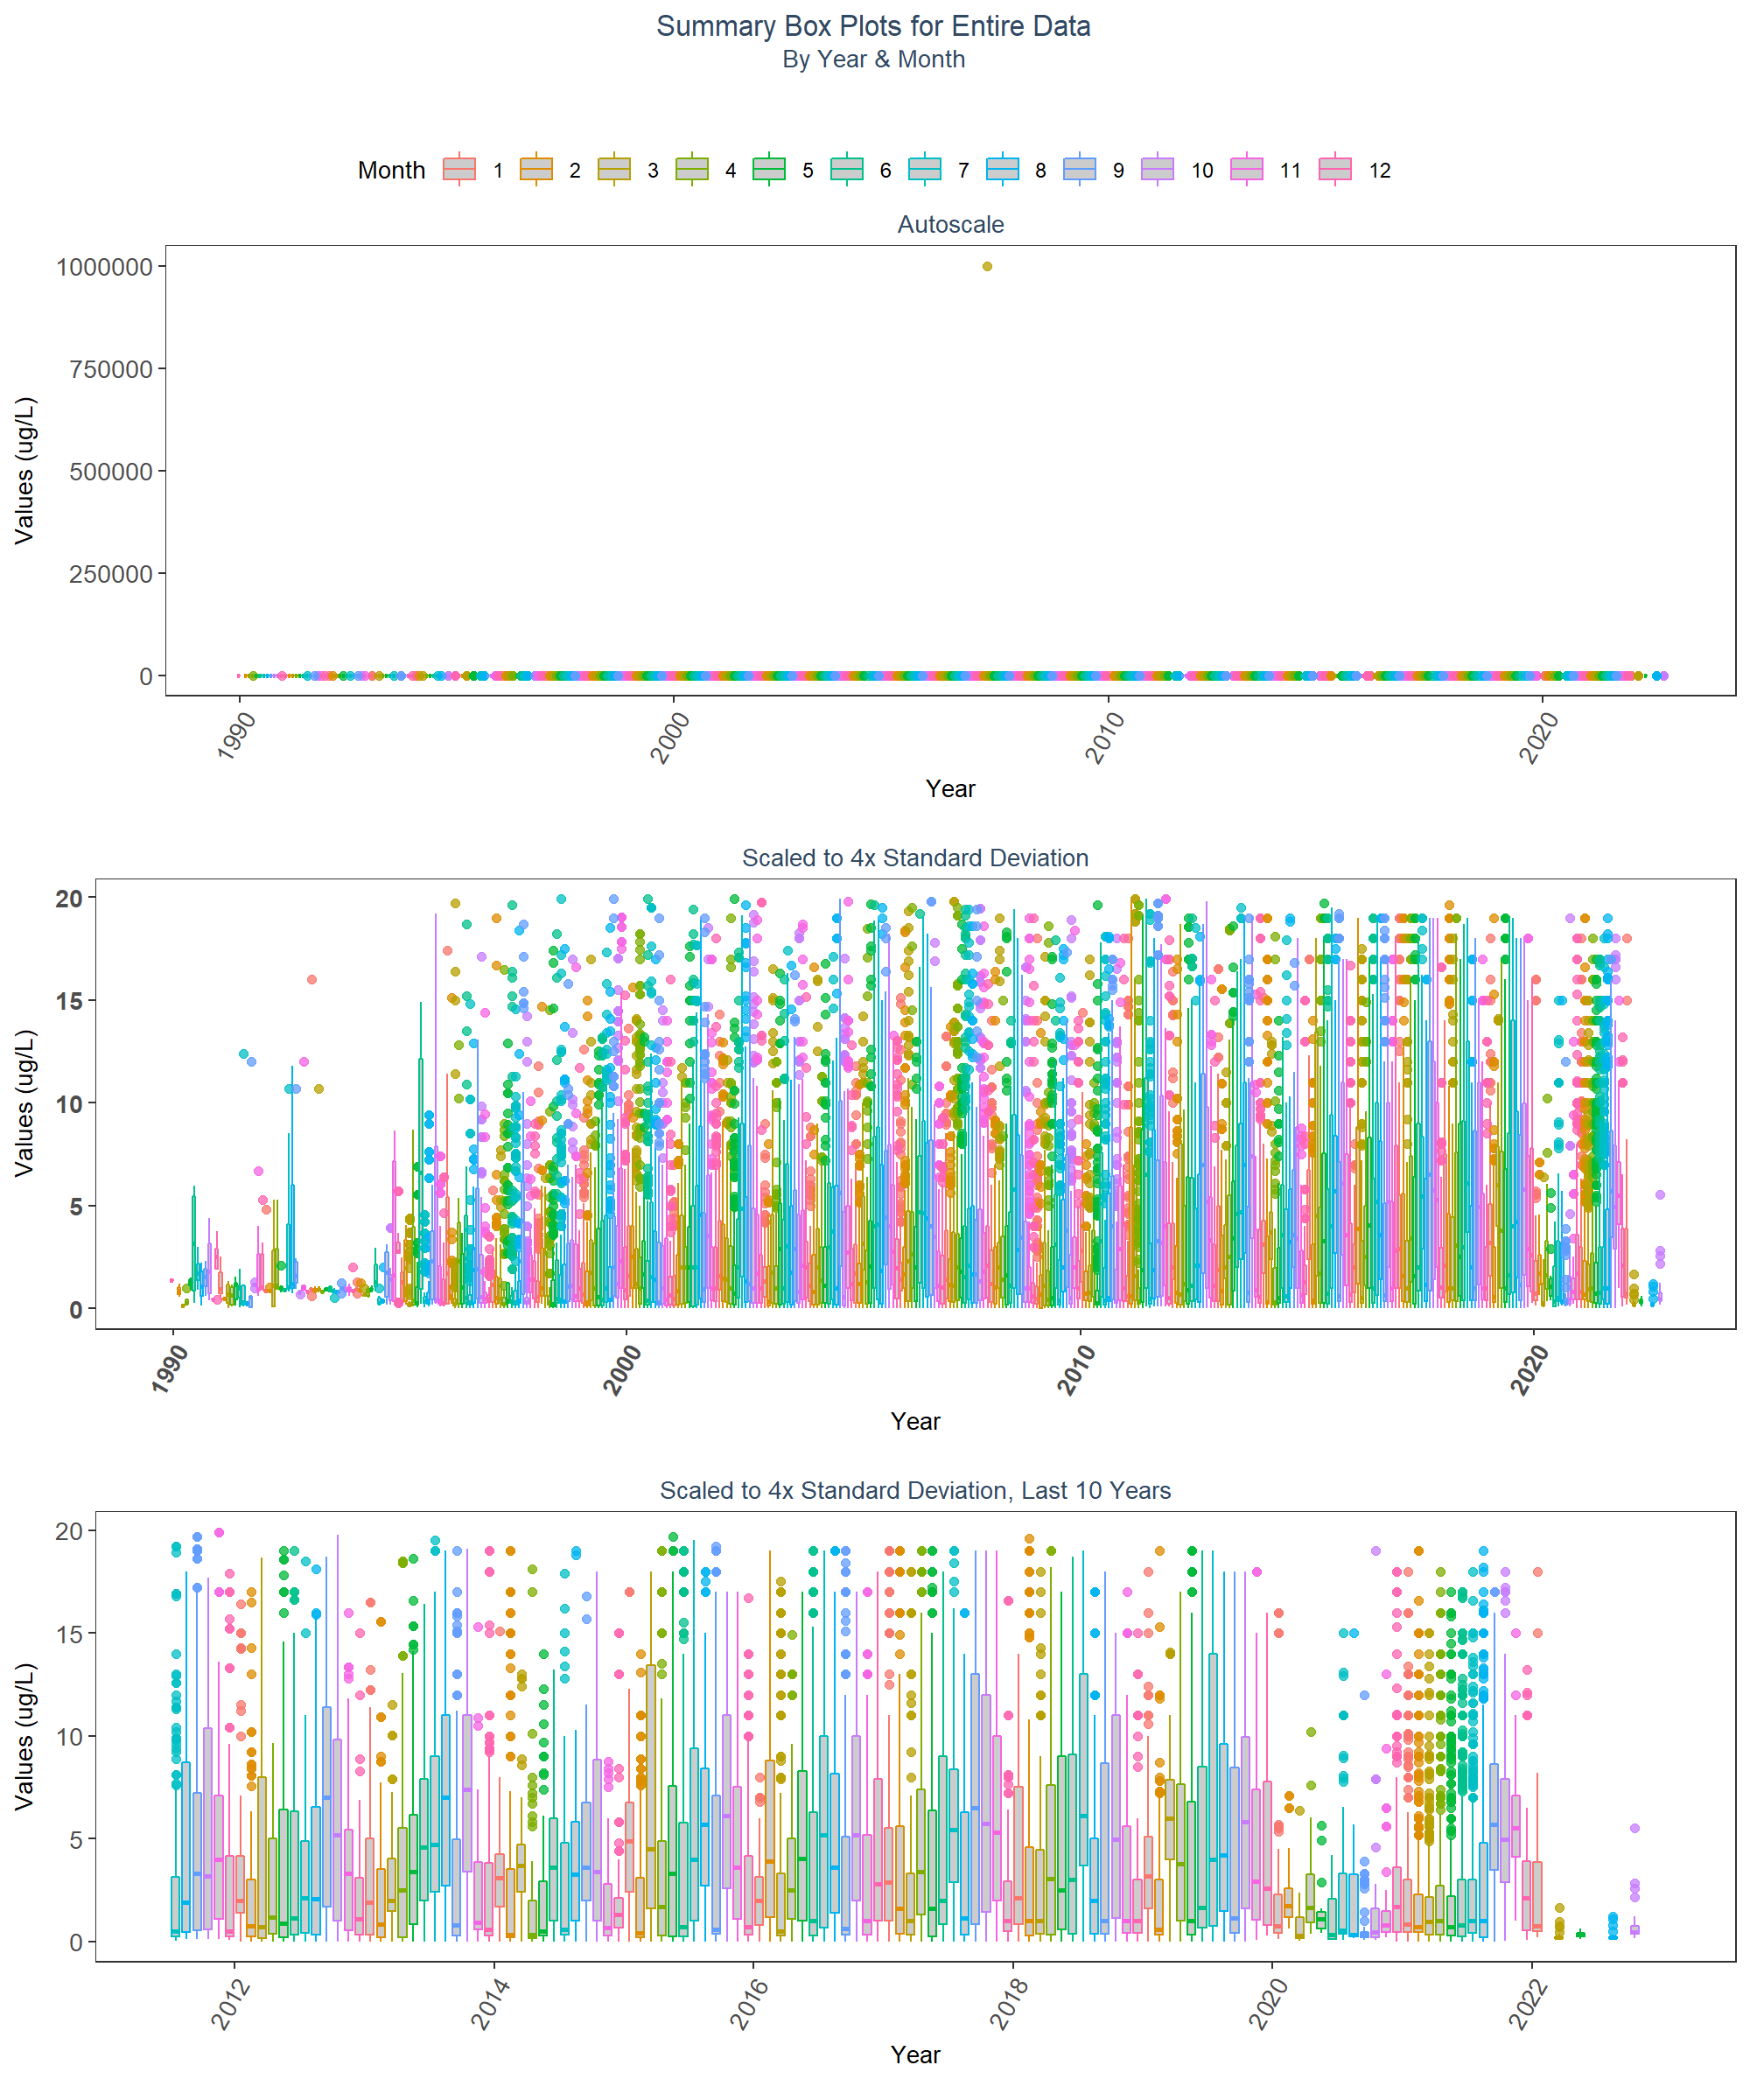 Summary Box Plots for Entire Data
By Year & Month
Month 1 2 3 4 5 6 7 8 9 10 11 12
Autoscale
1000000
750000
500000
250000
0
Values (ug/L)
1990 2000 2010 2020
Year
Scaled to 4x Standard Deviation
20
15
10
5
0
Values (ug/L)
1990 2000 2010 2020
Year
Scaled to 4x Standard Deviation, Last 10 Years
20
15
10
5
0
Values (ug/L)
2012 2014 2016 2018 2020 2022
Year